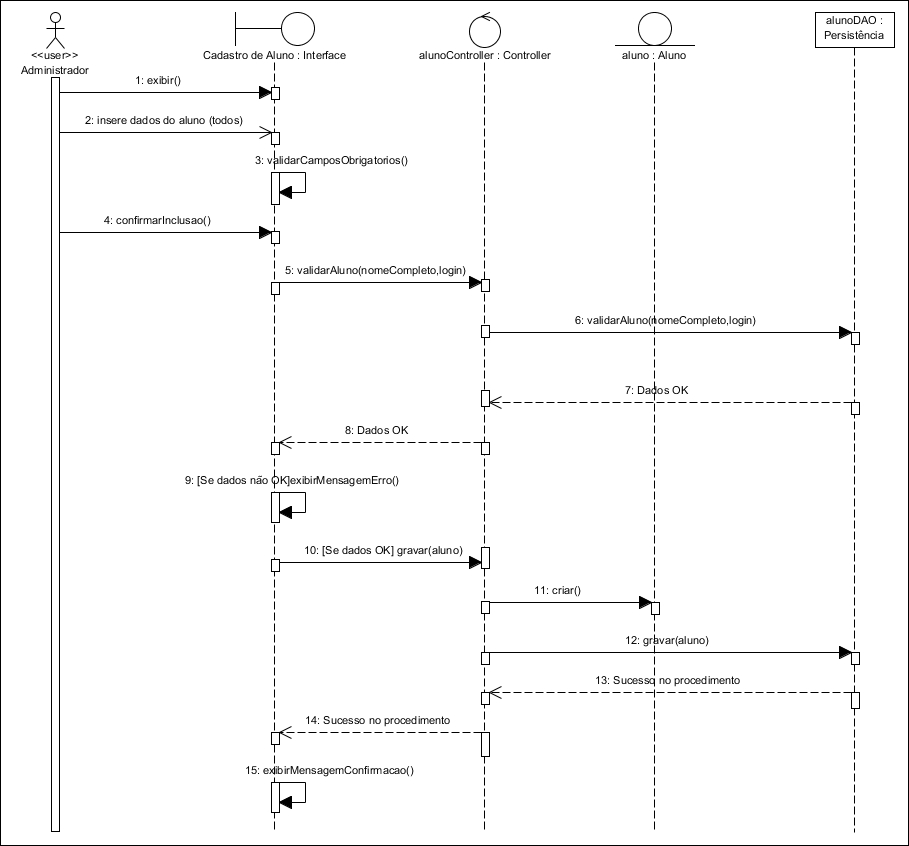 <<user>>
Administrador
Cadastro de Aluno : Interface
alunoController : Controller
aluno : Aluno
alunoDAO :
Persistência
1: exibir()
2: insere dados do aluno (todos)
3: validarCamposObrigatorios()
4: confirmarInclusao()
5: validarAluno(nomeCompleto,login)
6: validarAluno(nomeCompleto,login)
7: Dados OK
8: Dados OK
9: [Se dados não OK]exibirMensagemErro()
10: [Se dados OK] gravar(aluno)
11: criar()
12: gravar(aluno)
13: Sucesso no procedimento
14: Sucesso no procedimento
15: exibirMensagemConfirmacao()